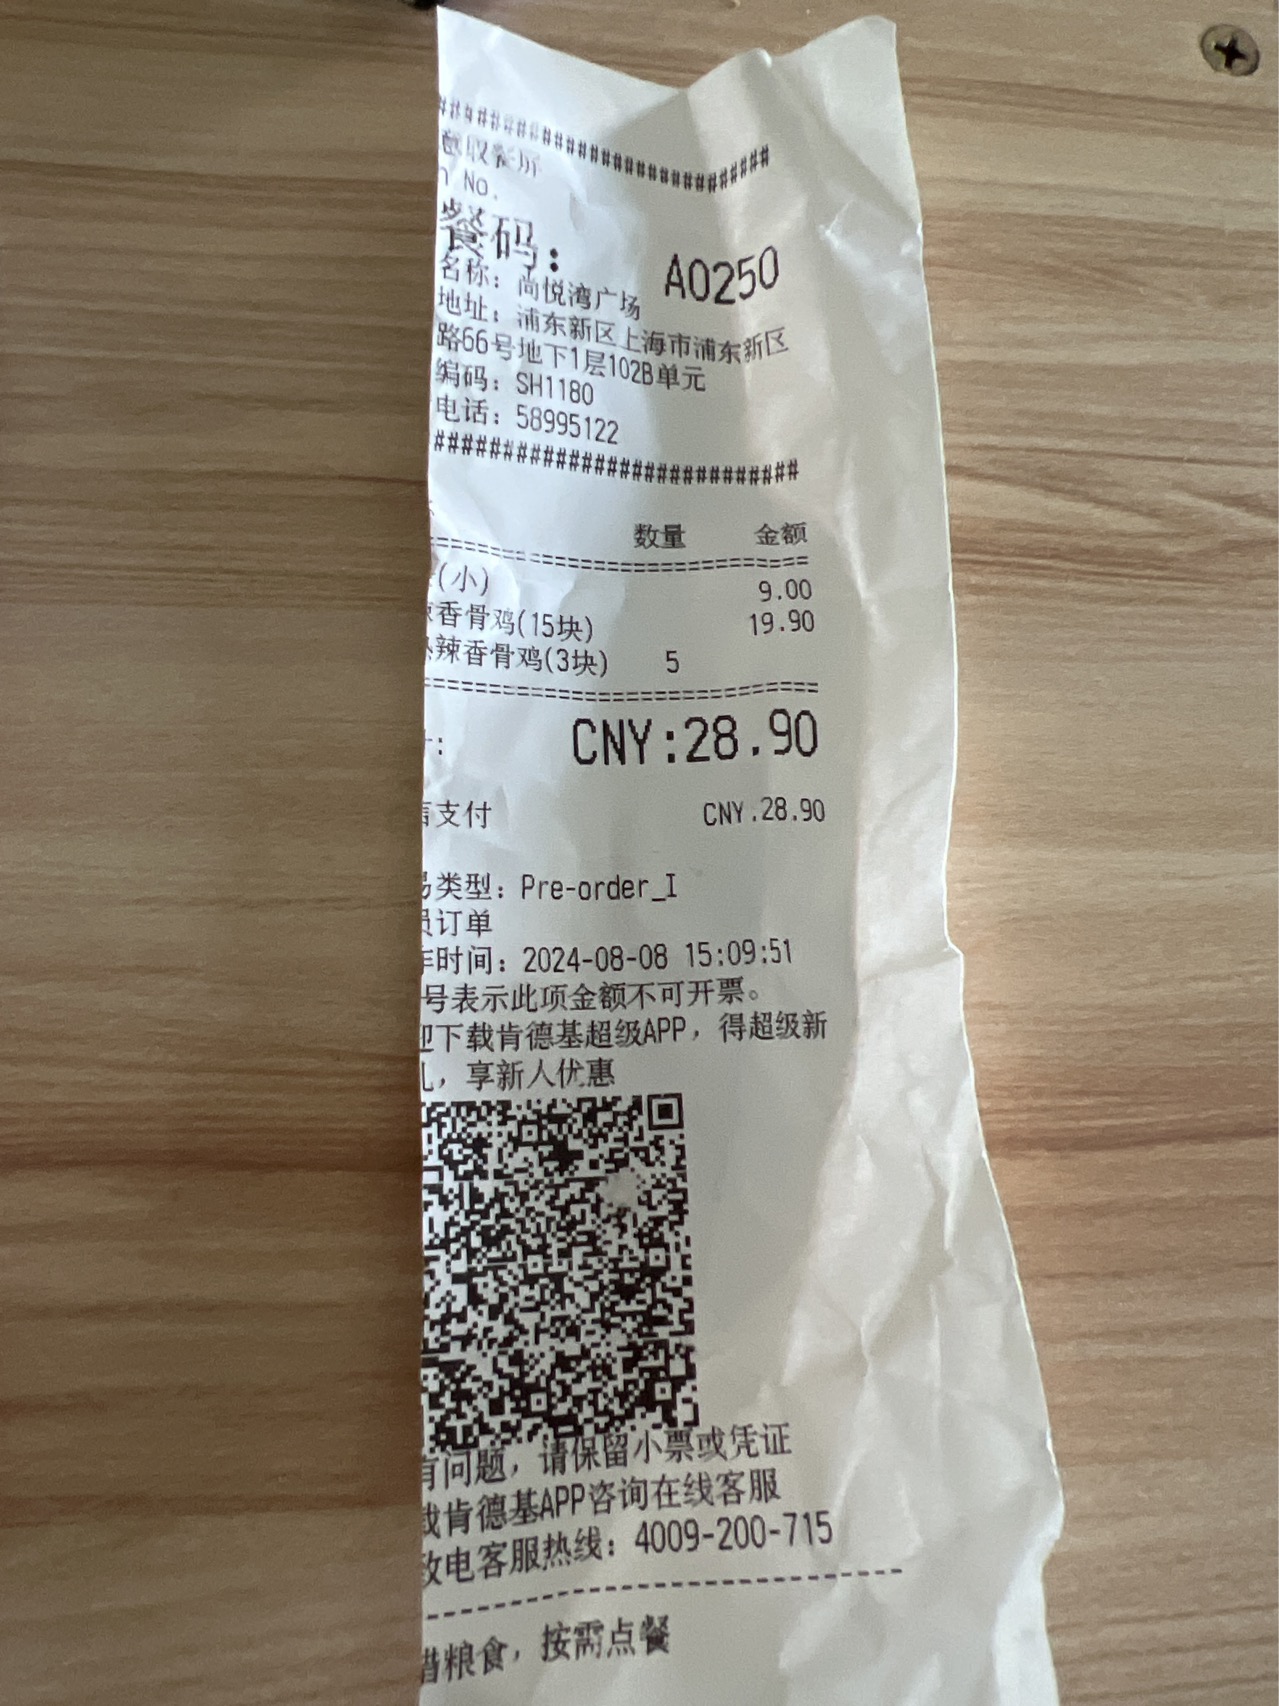 ##########################
取餐
No.
餐码: A0250
名称: 尚悦湾广场
地址: 浦东新区上海市浦东新区
路66号地下1层102B单元
编码: SH1180
电话: 58995122
############################
数量 金额
==============================
(小) 9.00
香骨鸡(15块) 19.90
辣香骨鸡(3块) 5
==============================
: CNY:28.90
支付 CNY.28.90
类型: Pre-order_I
订单
时间: 2024-08-08 15:09:51
号表示此项金额不可开票。
下载肯德基超级APP, 得超级新
, 享新人优惠
有问题, 请保留小票或凭证
载肯德基APP咨询在线客服
致电客服热线: 4009-200-715
------------------------------
惜粮食, 按需点餐